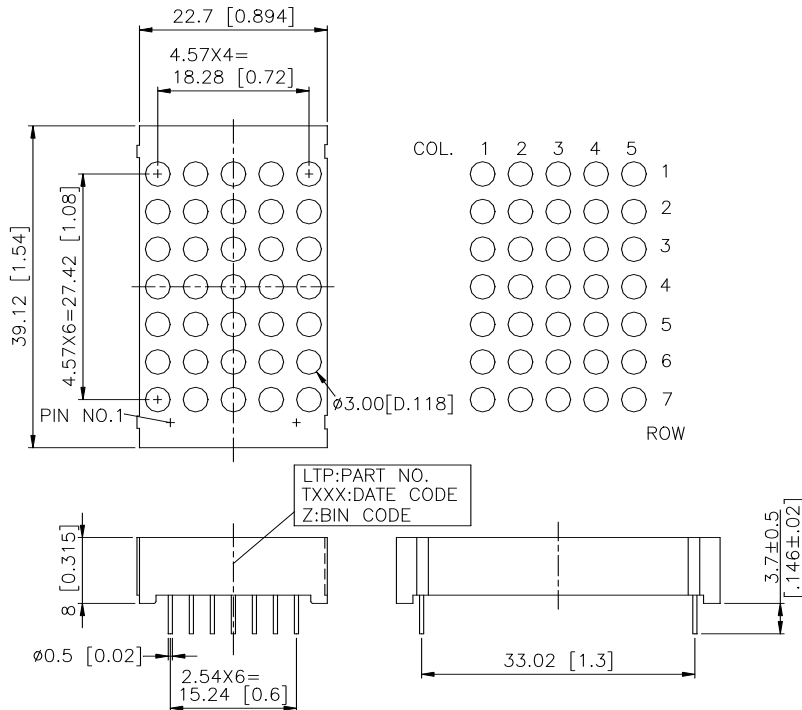 22.7 [0.894]
4.57X4=
18.28 [0.72]
39.12 [1.54]
4.57X6=27.42 [1.08]
ø3.00[D.118]
PIN NO.1
COL. 1 2 3 4 5
1
2
3
4
5
6
7
ROW
LTP:PART NO.
TXXX:DATE CODE
Z:BIN CODE
8 [0.315]
ø0.5 [0.02]
2.54X6=
15.24 [0.6]
33.02 [1.3]
3.7±0.5
[.146±.02]